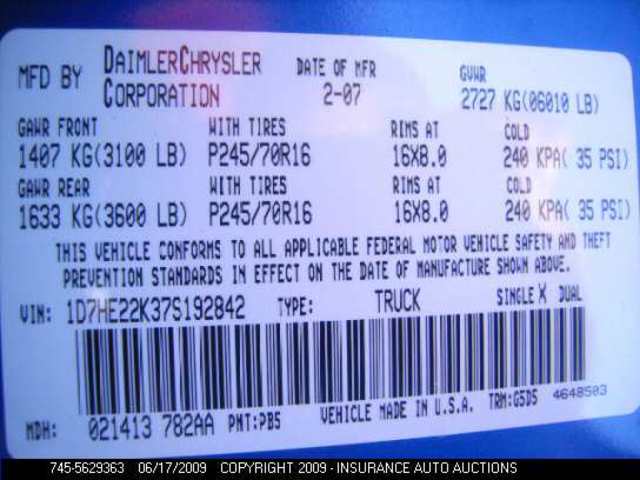 MFD BY DAIMLERCHRYSLER CORPORATION DATE OF MFR 2-07 GVWR 2727 KG(06010 LB)
GAWR FRONT WITH TIRES RIMS AT COLD
1407 KG(3100 LB) P245/70R16 16X8.0 240 KPA( 35 PSI)
GAWR REAR WITH TIRES RIMS AT COLD
1633 KG(3600 LB) P245/70R16 16X8.0 240 KPA( 35 PSI)
THIS VEHICLE CONFORMS TO ALL APPLICABLE FEDERAL MOTOR VEHICLE SAFETY AND THEFT
PREVENTION STANDARDS IN EFFECT ON THE DATE OF MANUFACTURE SHOWN ABOVE.
VIN: 1D7HE22K37S192842 TYPE: TRUCK SINGLE X DUAL
MDH: 021413 782AA PNT:PB5 VEHICLE MADE IN U.S.A. TRM:G5D5 4648503
745-5629363 06/17/2009 COPYRIGHT 2009 - INSURANCE AUTO AUCTIONS